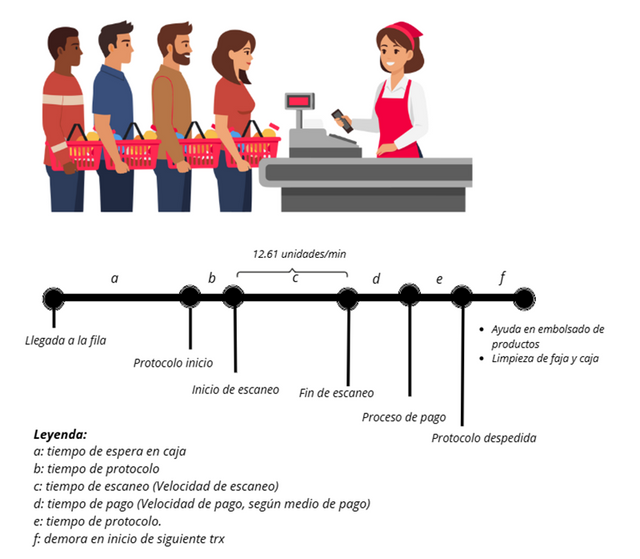 12.61 unidades/min
a
b
c
d
e
f
Llegada a la fila
Protocolo inicio
Inicio de escaneo
Fin de escaneo
Proceso de pago
Protocolo despedida
• Ayuda en embolsado de
productos
• Limpieza de faja y caja
Leyenda:
a: tiempo de espera en caja
b: tiempo de protocolo
c: tiempo de escaneo (Velocidad de escaneo)
d: tiempo de pago (Velocidad de pago, según medio de pago)
e: tiempo de protocolo.
f: demora en inicio de siguiente trx